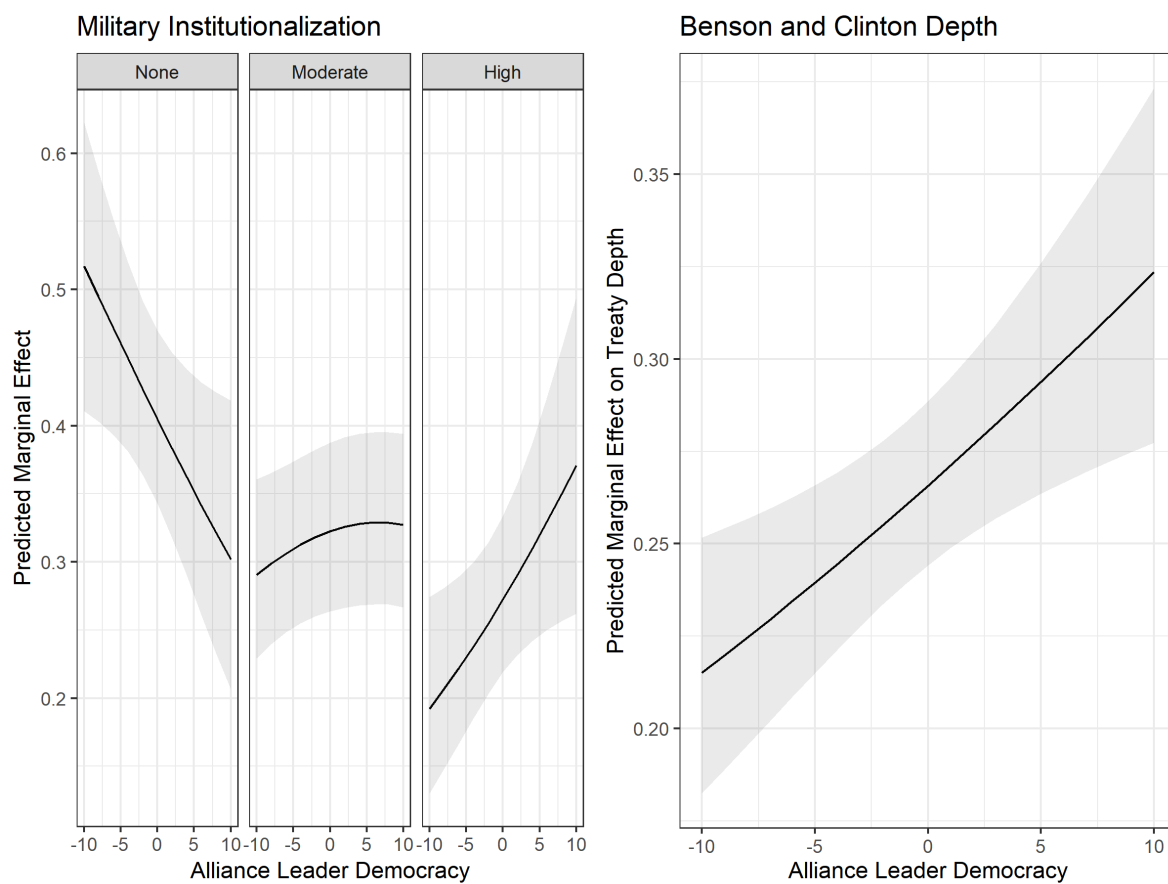 Military Institutionalization
None Moderate High
Predicted Marginal Effect
0.6
0.5
0.4
0.3
0.2
-10 -5 0 5 10 -10 -5 0 5 10 -10 -5 0 5 10
Alliance Leader Democracy
Benson and Clinton Depth
Predicted Marginal Effect on Treaty Depth
0.35
0.30
0.25
0.20
-10 -5 0 5 10
Alliance Leader Democracy